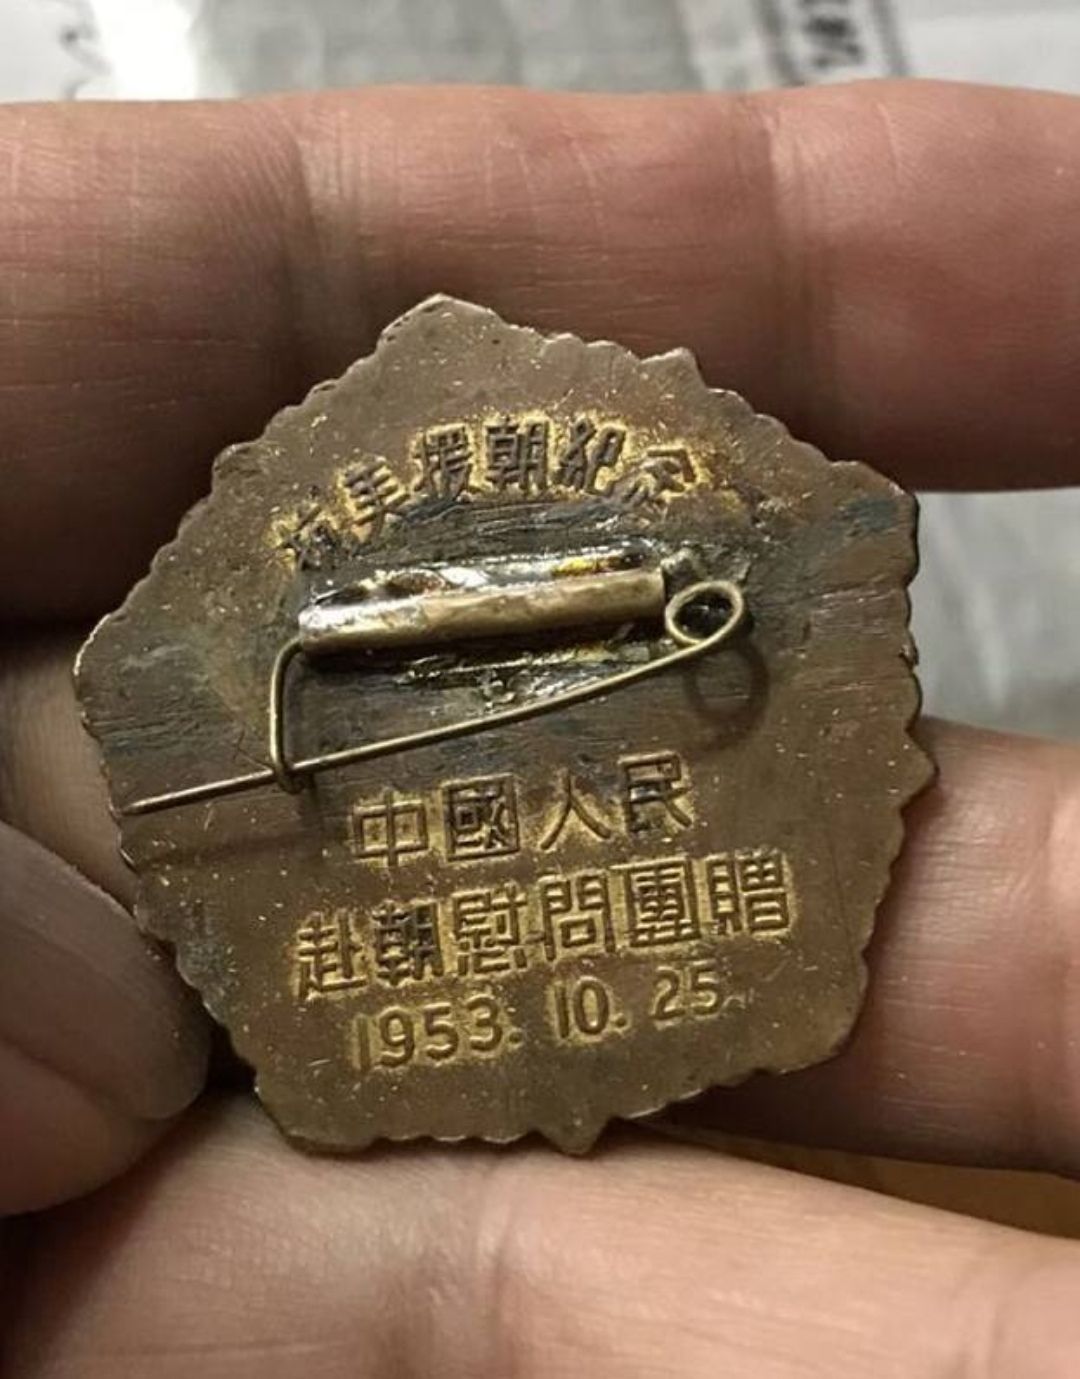 抗美援朝紀念
中國人民
赴朝慰問團贈
1953. 10. 25